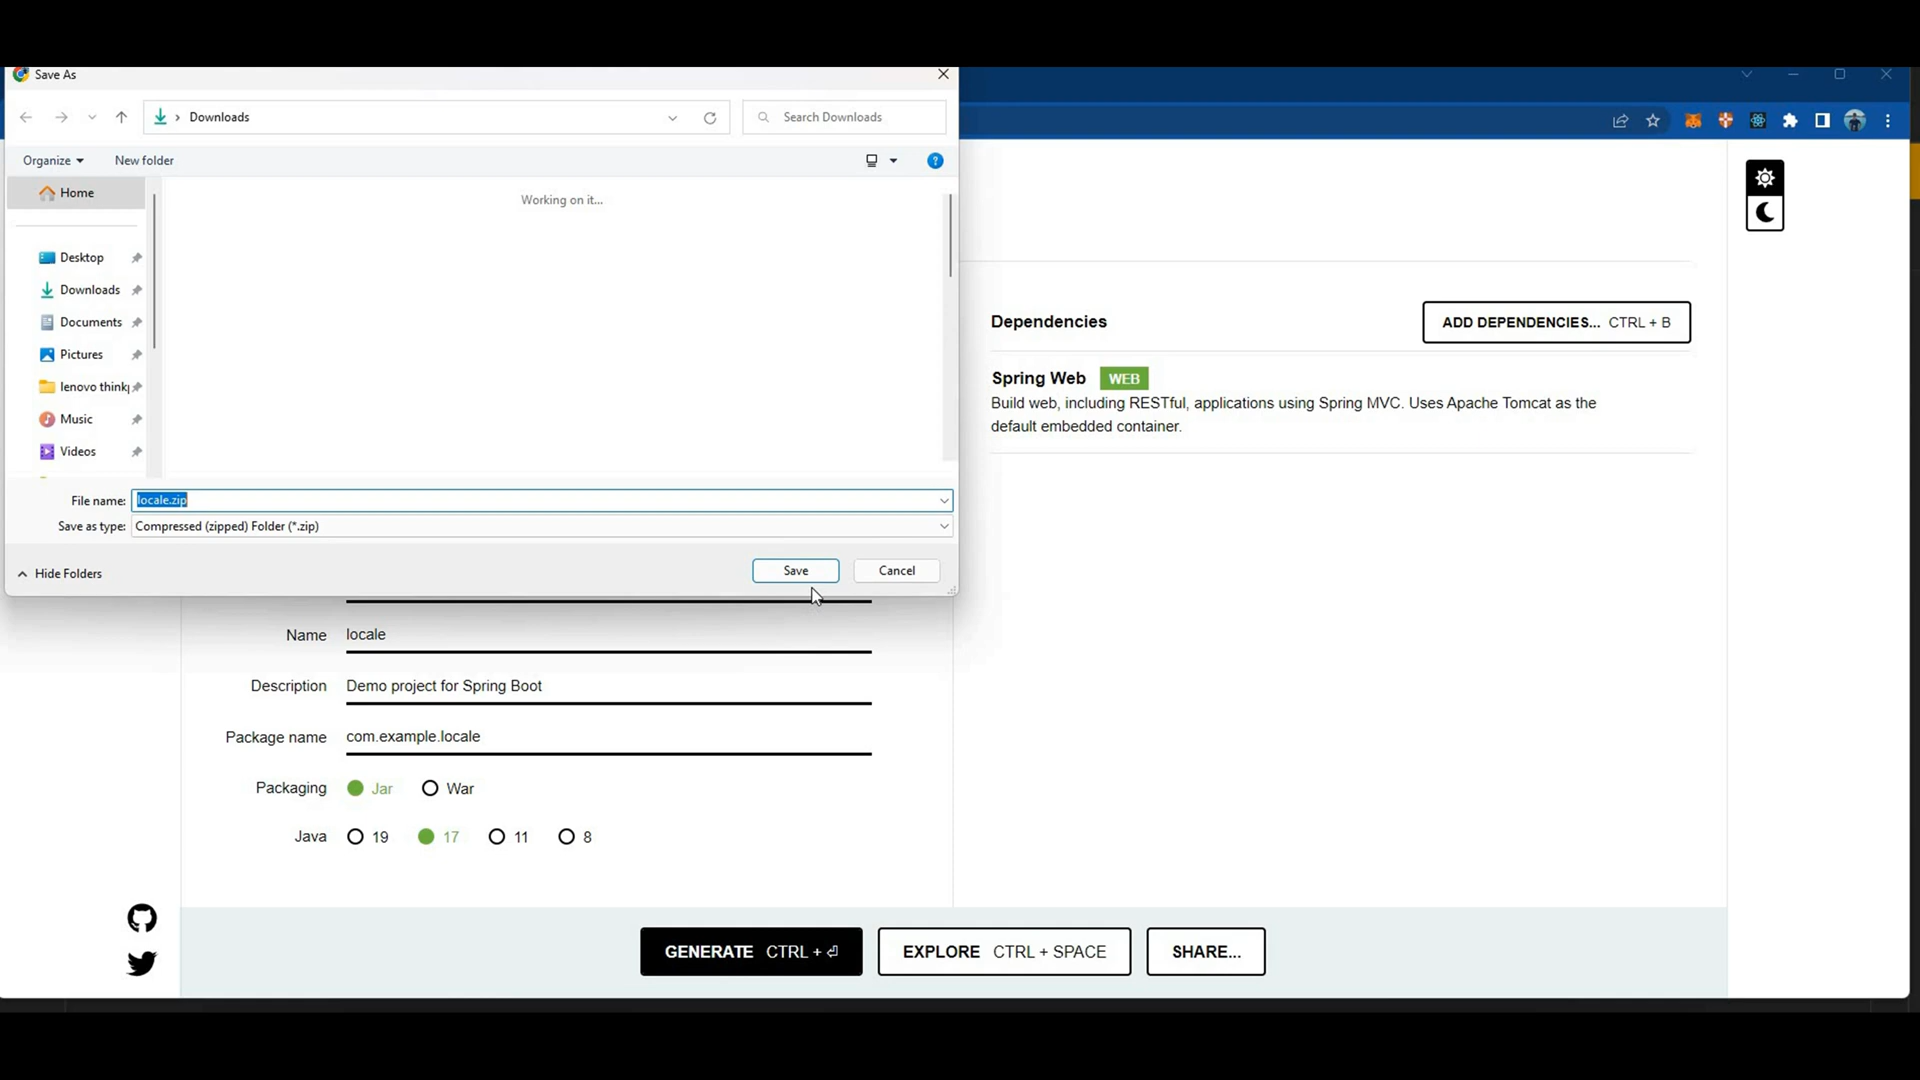 Save As
Downloads
Search Downloads
Organize
New folder
Home
Working on it...
Desktop
Downloads
Documents
Pictures
lenovo think
Music
Videos
File name: locale.zip
Save as type: Compressed (zipped) Folder (*.zip)
Hide Folders
Save
Cancel
Dependencies
ADD DEPENDENCIES... CTRL + B
Spring Web WEB
Build web, including RESTful, applications using Spring MVC. Uses Apache Tomcat as the
default embedded container.
Name locale
Description Demo project for Spring Boot
Package name com.example.locale
Packaging Jar War
Java 19 17 11 8
GENERATE CTRL + ⏎
EXPLORE CTRL + SPACE
SHARE...